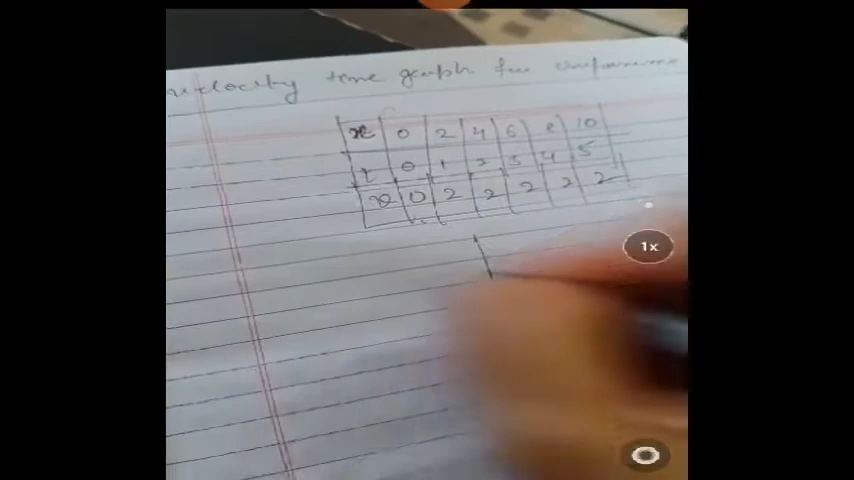 velocity time graph for uniform
x 0 2 4 6 8 10
t 0 1 2 3 4 5
v 0 2 2 2 2 2
1x